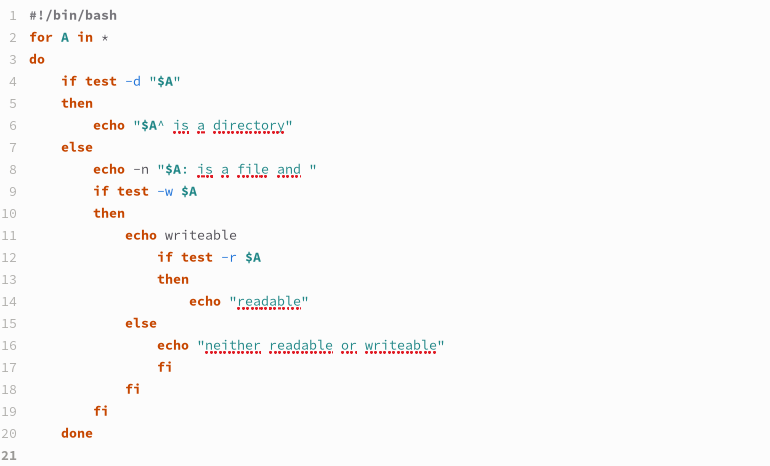 1 #!/bin/bash
2 for A in *
3 do
4     if test -d "$A"
5     then
6         echo "$A^ is a directory"
7     else
8         echo -n "$A: is a file and "
9         if test -w $A
10         then
11             echo writeable
12                 if test -r $A
13                 then
14                     echo "readable"
15             else
16                 echo "neither readable or writeable"
17                 fi
18             fi
19         fi
20     done
21